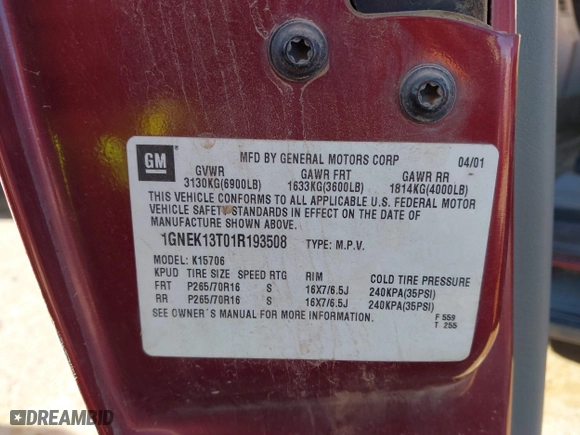 GM
MFD BY GENERAL MOTORS CORP 04/01
GVWR GAWR FRT GAWR RR
3130KG(6900LB) 1633KG(3600LB) 1814KG(4000LB)
THIS VEHICLE CONFORMS TO ALL APPLICABLE U.S. FEDERAL MOTOR
VEHICLE SAFETY STANDARDS IN EFFECT ON THE DATE OF
MANUFACTURE SHOWN ABOVE.
1GNEK13T01R193508 TYPE: M.P.V.
MODEL: K15706
KPUD TIRE SIZE SPEED RTG RIM COLD TIRE PRESSURE
FRT P265/70R16 S 16X7/6.5J 240KPA(35PSI)
RR P265/70R16 S 16X7/6.5J 240KPA(35PSI)
SEE OWNER'S MANUAL FOR MORE INFORMATION.
F 559
T 255
DREAMBID